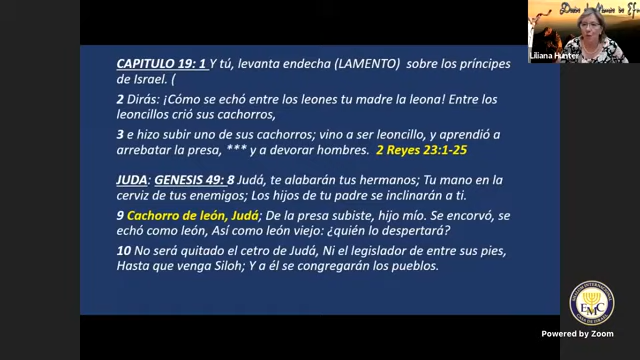 CAPITULO 19: 1 Y tú, levanta endecha (LAMENTO) sobre los príncipes
de Israel. (
2 Dirás: ¡Cómo se echó entre los leones tu madre la leona! Entre los
leoncillos crió sus cachorros,
3 e hizo subir uno de sus cachorros; vino a ser leoncillo, y aprendió a
arrebatar la presa, *** y a devorar hombres. 2 Reyes 23:1-25
JUDA: GENESIS 49: 8 Judá, te alabarán tus hermanos; Tu mano en la
cerviz de tus enemigos; Los hijos de tu padre se inclinarán a ti.
9 Cachorro de león, Judá; De la presa subiste, hijo mío. Se encorvó, se
echó como león, Así como león viejo: ¿quién lo despertará?
10 No será quitado el cetro de Judá, Ni el legislador de entre sus pies,
Hasta que venga Siloh; Y a él se congregarán los pueblos.
Liliana Hunter
EMC
Powered by Zoom